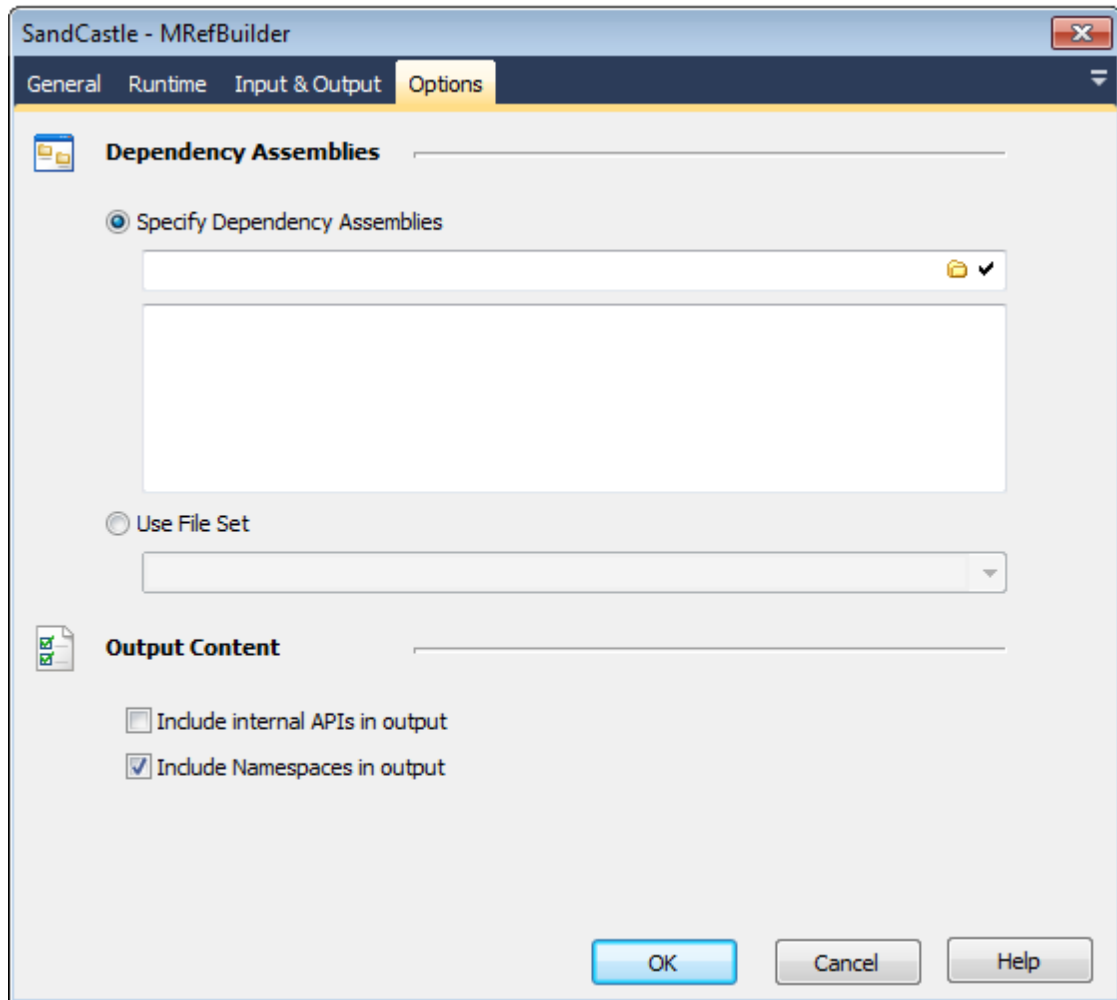 SandCastle - MRefBuilder
General Runtime Input & Output Options
Dependency Assemblies
Specify Dependency Assemblies
Use File Set
Output Content
Include internal APIs in output
Include Namespaces in output
OK Cancel Help